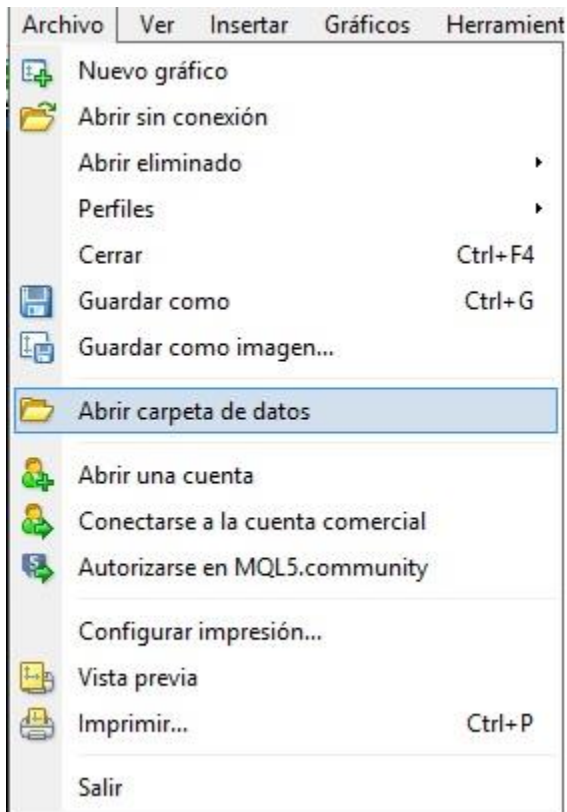 Archivo Ver Insertar Gráficos Herramient
Nuevo gráfico
Abrir sin conexión
Abrir eliminado
Perfiles
Cerrar Ctrl+F4
Guardar como Ctrl+G
Guardar como imagen...
Abrir carpeta de datos
Abrir una cuenta
Conectarse a la cuenta comercial
Autorizarse en MQL5.community
Configurar impresión...
Vista previa
Imprimir... Ctrl+P
Salir